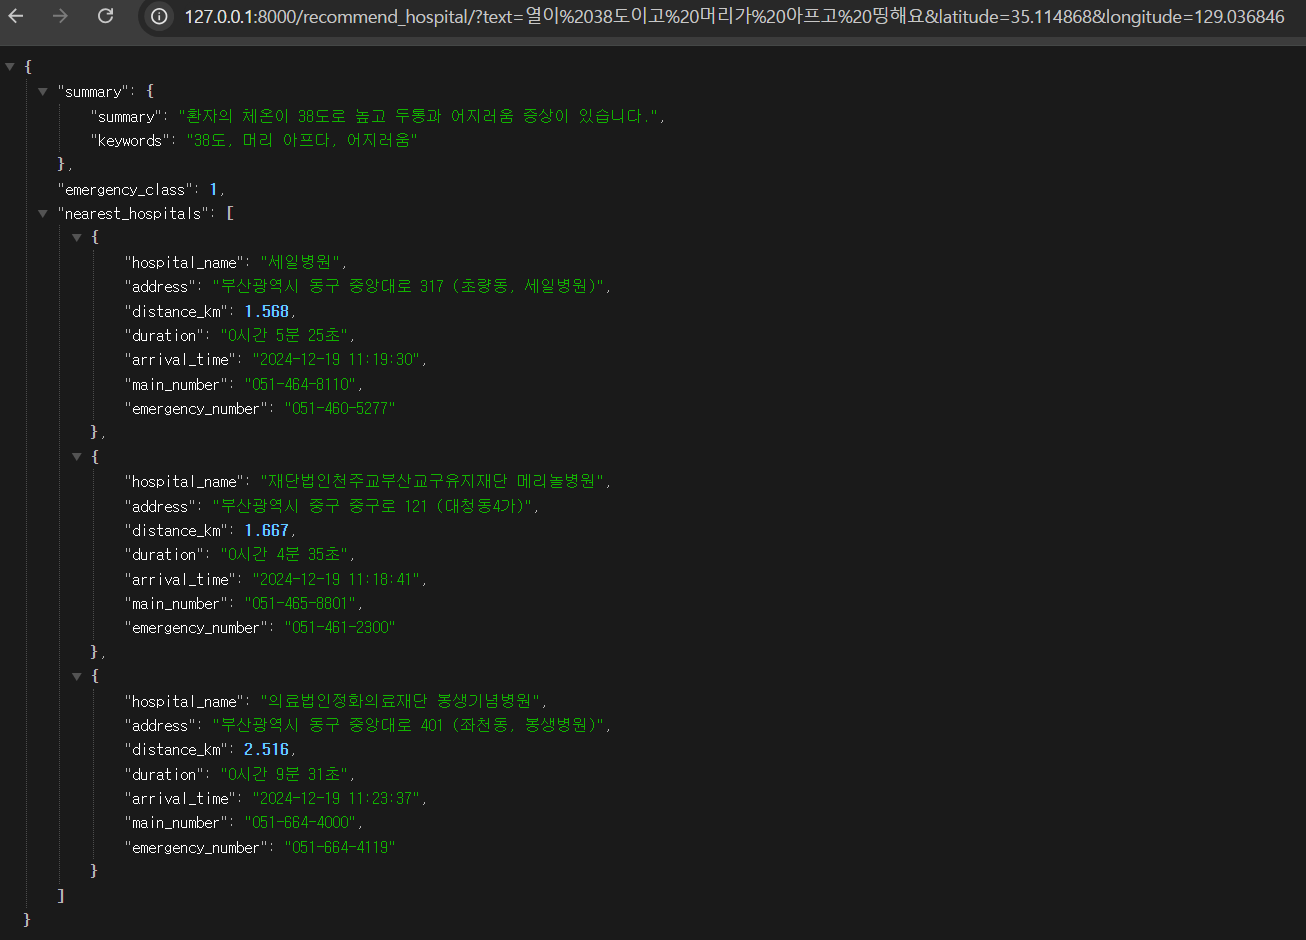 127.0.0.1:8000/recommend_hospital/?text=열이%2038도이고%20머리가%20아프고%20띵해요&latitude=35.114868&longitude=129.036846
{
"summary": {
"summary": "환자의 체온이 38도로 높고 두통과 어지러움 증상이 있습니다.",
"keywords": "38도, 머리 아프다, 어지러움"
},
"emergency_class": 1,
"nearest_hospitals": [
{
"hospital_name": "세일병원",
"address": "부산광역시 동구 중앙대로 317 (초량동, 세일병원)",
"distance_km": 1.568,
"duration": "0시간 5분 25초",
"arrival_time": "2024-12-19 11:19:30",
"main_number": "051-464-8110",
"emergency_number": "051-460-5277"
},
{
"hospital_name": "재단법인천주교부산교구유지재단 메리놀병원",
"address": "부산광역시 중구 중구로 121 (대청동4가)",
"distance_km": 1.667,
"duration": "0시간 4분 35초",
"arrival_time": "2024-12-19 11:18:41",
"main_number": "051-465-8801",
"emergency_number": "051-461-2300"
},
{
"hospital_name": "의료법인정화의료재단 봉생기념병원",
"address": "부산광역시 동구 중앙대로 401 (좌천동, 봉생병원)",
"distance_km": 2.516,
"duration": "0시간 9분 31초",
"arrival_time": "2024-12-19 11:23:37",
"main_number": "051-664-4000",
"emergency_number": "051-664-4119"
}
]
}